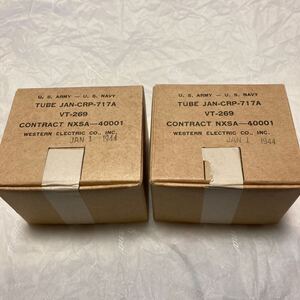 U. S. ARMY — U. S. NAVY
TUBE JAN-CRP-717A
VT-269
CONTRACT NXSA—40001
WESTERN ELECTRIC CO., INC.
JAN 1 1944
U. S. ARMY — U. S. NAVY
TUBE JAN-CRP-717A
VT-269
CONTRACT NXSA—40001
WESTERN ELECTRIC CO., INC.
JAN 1 1944